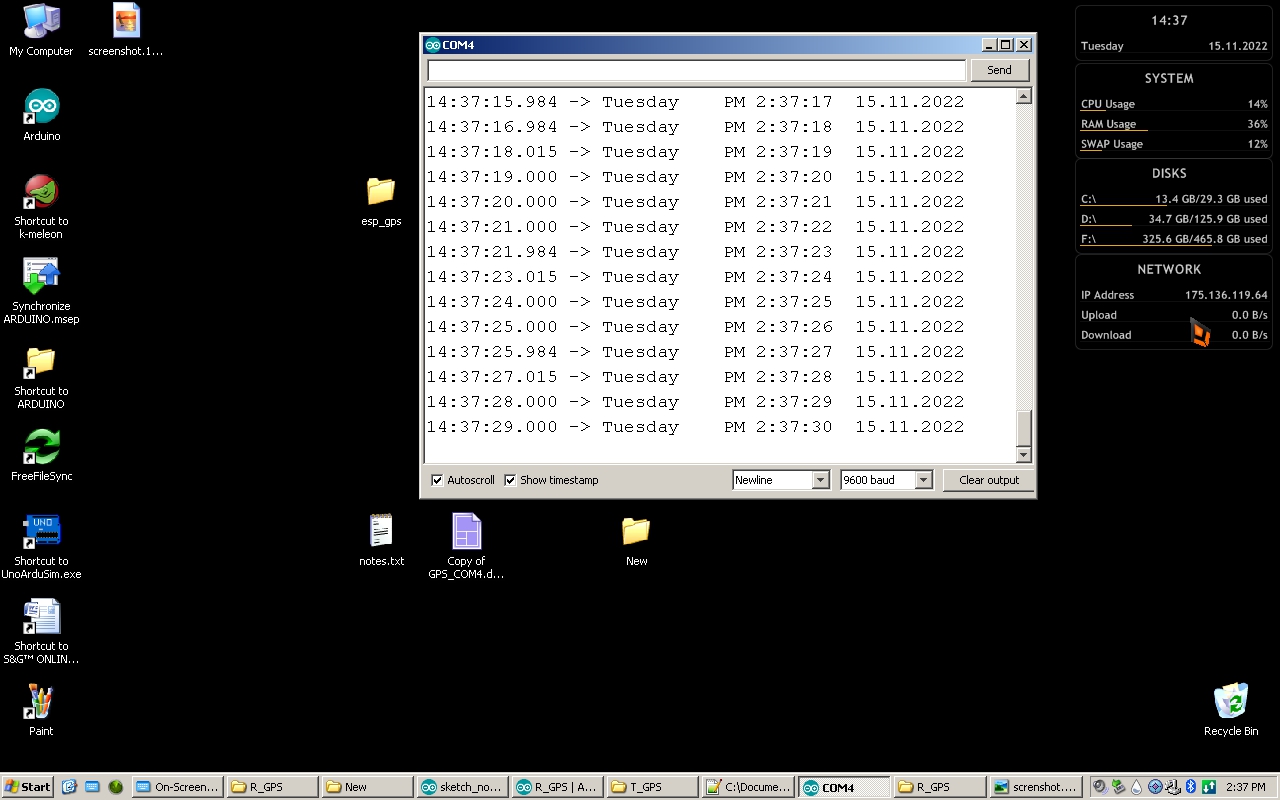 My Computer
screenshot.1...
Arduino
Shortcut to
k-meleon
Synchronize
ARDUINO.msep
Shortcut to
ARDUINO
FreeFileSync
UNO
Shortcut to
UnoArduSim.exe
Shortcut to
S&G™ ONLIN...
Paint
esp_gps
notes.txt
Copy of
GPS_COM4.d...
New
COM4
Send
14:37:15.984 -> Tuesday PM 2:37:17 15.11.2022
14:37:16.984 -> Tuesday PM 2:37:18 15.11.2022
14:37:18.015 -> Tuesday PM 2:37:19 15.11.2022
14:37:19.000 -> Tuesday PM 2:37:20 15.11.2022
14:37:20.000 -> Tuesday PM 2:37:21 15.11.2022
14:37:21.000 -> Tuesday PM 2:37:22 15.11.2022
14:37:21.984 -> Tuesday PM 2:37:23 15.11.2022
14:37:23.015 -> Tuesday PM 2:37:24 15.11.2022
14:37:24.000 -> Tuesday PM 2:37:25 15.11.2022
14:37:25.000 -> Tuesday PM 2:37:26 15.11.2022
14:37:25.984 -> Tuesday PM 2:37:27 15.11.2022
14:37:27.015 -> Tuesday PM 2:37:28 15.11.2022
14:37:28.000 -> Tuesday PM 2:37:29 15.11.2022
14:37:29.000 -> Tuesday PM 2:37:30 15.11.2022
Autoscroll Show timestamp Newline 9600 baud Clear output
14:37
Tuesday 15.11.2022
SYSTEM
CPU Usage 14%
RAM Usage 36%
SWAP Usage 12%
DISKS
C:\ 13.4 GB/29.3 GB used
D:\ 34.7 GB/125.9 GB used
F:\ 325.6 GB/465.8 GB used
NETWORK
IP Address 175.136.119.64
Upload 0.0 B/s
Download 0.0 B/s
Recycle Bin
Start On-Screen... R_GPS New sketch_no... R_GPS | A... T_GPS C:\Docume... COM4 R_GPS scrrenshot.... 2:37 PM